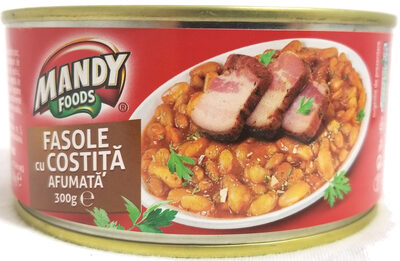 MANDY
FOODS
®
FASOLE
cu COSTIȚĂ
AFUMATĂ
300g ℮